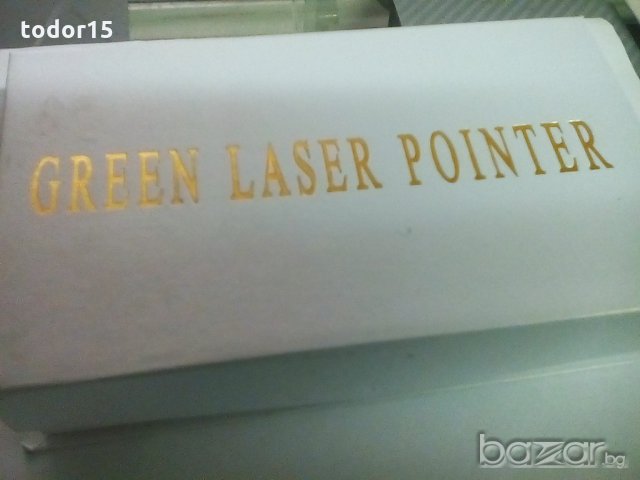 todor15
GREEN LASER POINTER
bazar.bg